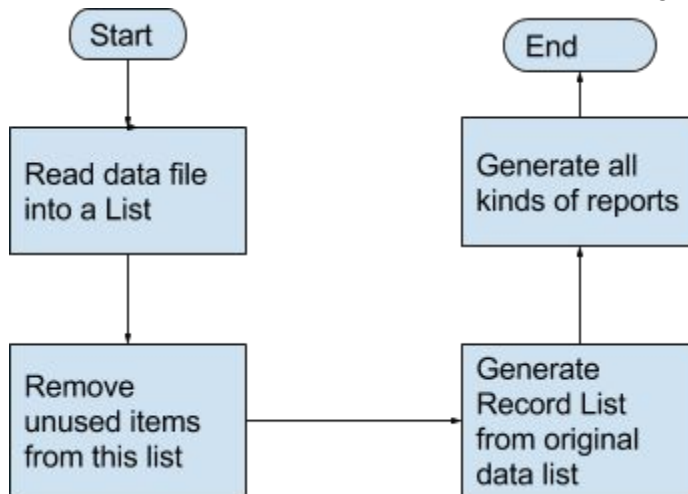 Start
Read data file
into a List
Remove
unused items
from this list
Generate
Record List
from original
data list
Generate all
kinds of reports
End